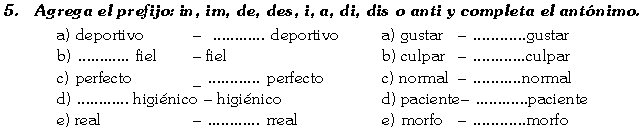 5. Agrega el prefijo: in, im, de, des, i, a, di, dis o anti y completa el antónimo.
a) deportivo – ............ deportivo a) gustar – ............gustar
b) ............ fiel – fiel b) culpar – ............culpar
c) perfecto _ ............ perfecto c) normal – ...........normal
d) ............ higiénico – higiénico d) paciente– ............paciente
e) real – ............ rreal e) morfo – ............morfo